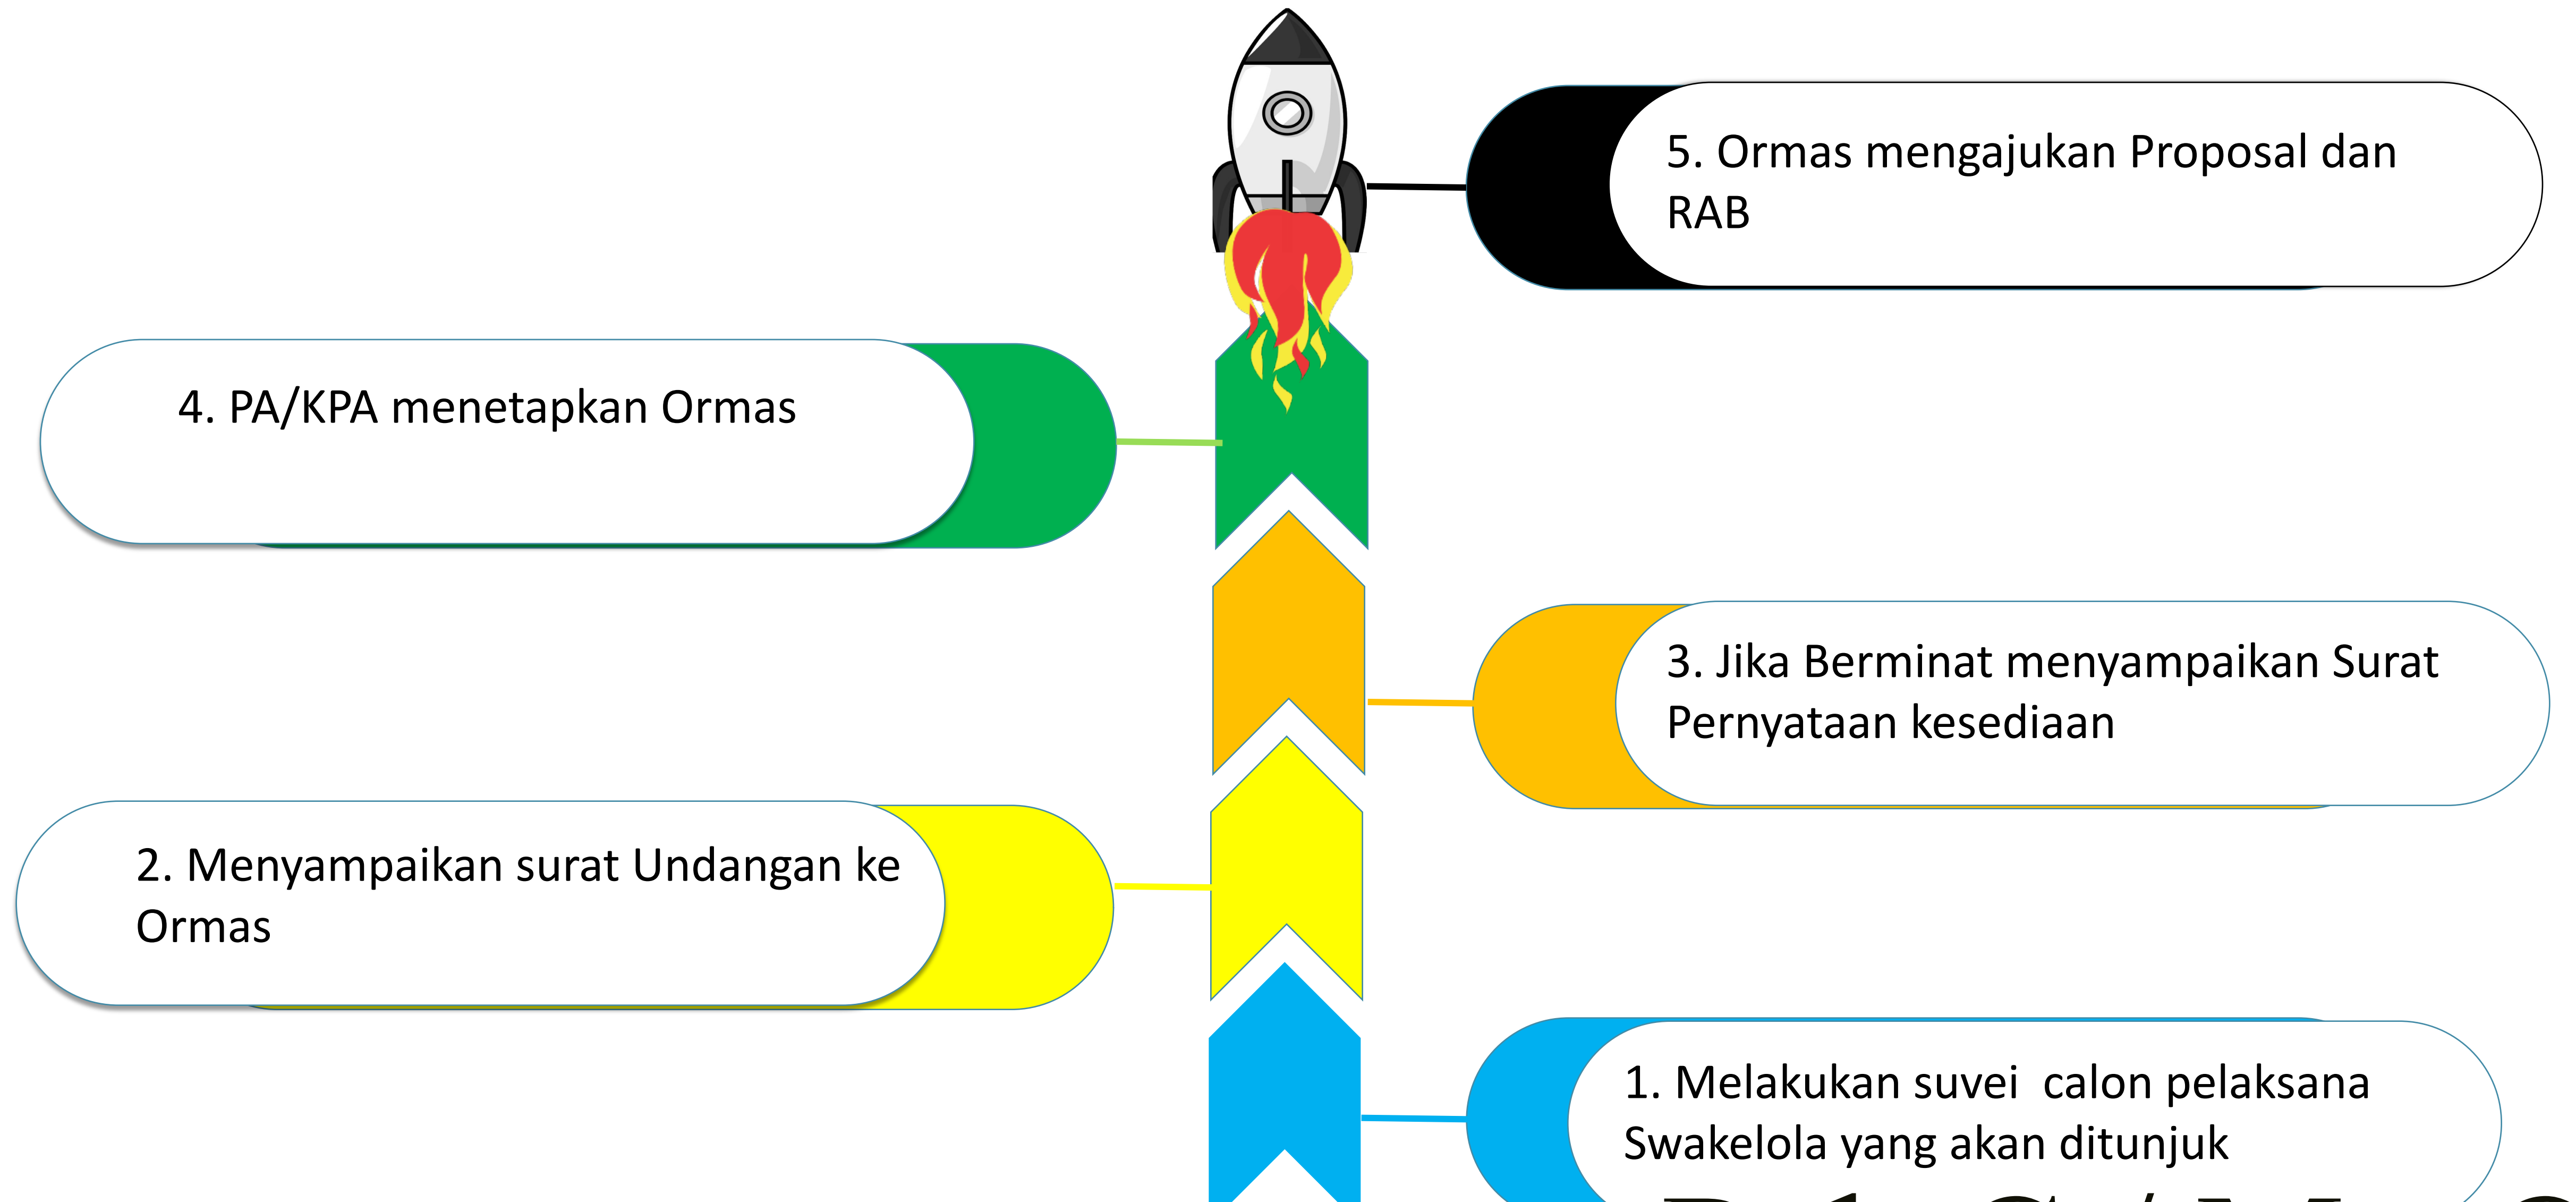 5. Ormas mengajukan Proposal dan
RAB
4. PA/KPA menetapkan Ormas
3. Jika Berminat menyampaikan Surat
Pernyataan kesediaan
2. Menyampaikan surat Undangan ke
Ormas
1. Melakukan suvei  calon pelaksana
Swakelola yang akan ditunjuk